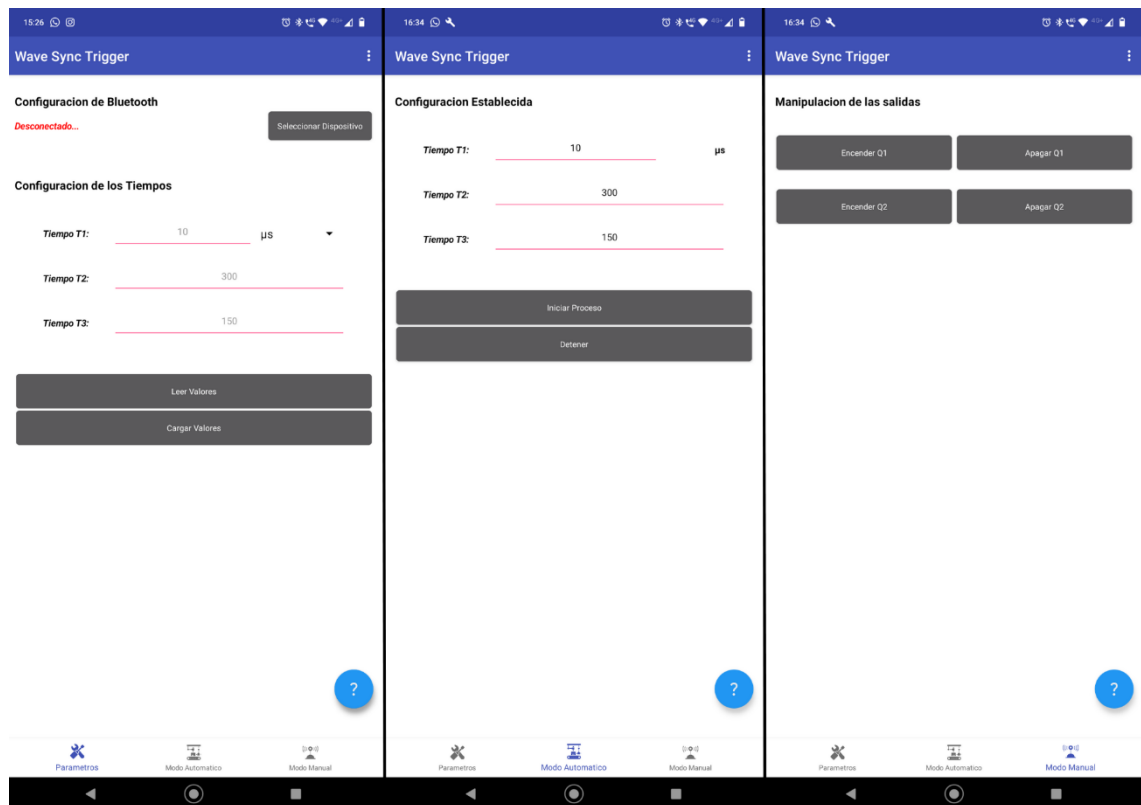 15:26
Wave Sync Trigger
Configuracion de Bluetooth
Desconectado...
Seleccionar Dispositivo
Configuracion de los Tiempos
Tiempo T1: 10 µs
Tiempo T2: 300
Tiempo T3: 150
Leer Valores
Cargar Valores
?
Parametros Modo Automatico Modo Manual
16:34
Wave Sync Trigger
Configuracion Establecida
Tiempo T1: 10 µs
Tiempo T2: 300
Tiempo T3: 150
Iniciar Proceso
Detener
?
Parametros Modo Automatico Modo Manual
16:34
Wave Sync Trigger
Manipulacion de las salidas
Encender Q1 Apagar Q1
Encender Q2 Apagar Q2
?
Parametros Modo Automatico Modo Manual